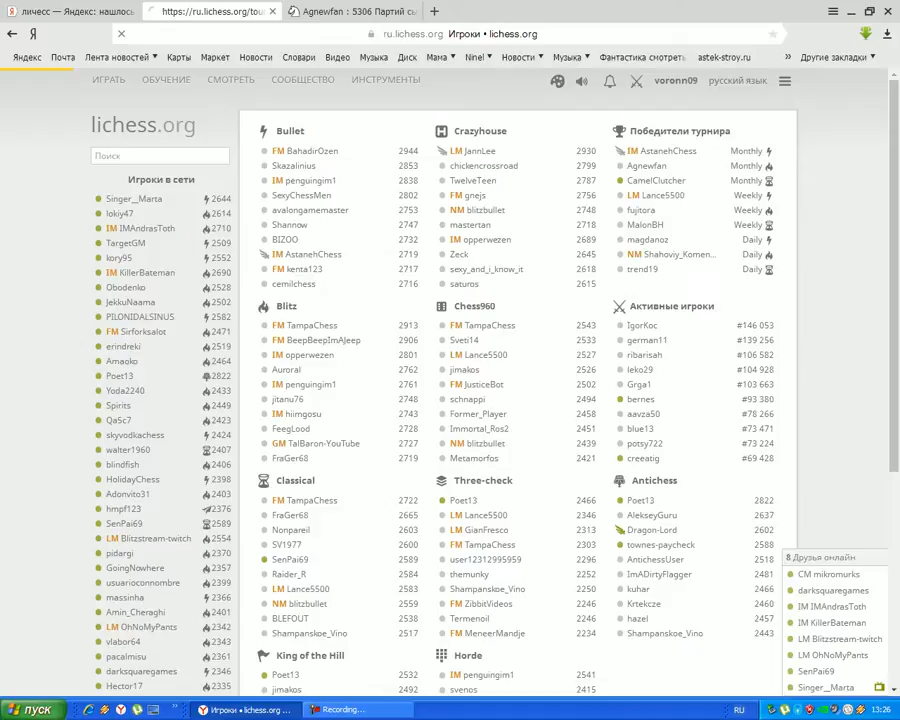 личесс — Яндекс: нашлось
https://ru.lichess.org/tour
Agnewfan : 5306 Партий сы
ru.lichess.org Игроки • lichess.org
Яндекс Почта Лента новостей Карты Маркет Новости Словари Видео Музыка Диск Мама Ninel Новости Музыка Фантастика смотреть astek-stroy.ru » Другие закладки
ИГРАТЬ ОБУЧЕНИЕ СМОТРЕТЬ СООБЩЕСТВО ИНСТРУМЕНТЫ voronn09 русский язык
lichess.org
Поиск
Игроки в сети
Singer__Marta 2644
lokiy47 2614
IM IMAndrasToth 2710
TargetGM 2509
kory95 2552
IM KillerBateman 2690
Obodenko 2528
JekkuNaama 2502
PILONIDALSINUS 2582
FM Sirforksalot 2471
erindreki 2519
Amaoko 2464
Poet13 2822
Yoda2240 2433
Spirits 2449
Qa5c7 2423
skyvodkachess 2424
walter1960 2407
blindfish 2406
HolidayChess 2398
Adonvito31 2403
hmpf123 2376
SenPai69 2589
LM Blitzstream-twitch 2554
pidargi 2370
GoingNowhere 2357
usuarioconnombre 2399
massinha 2366
Amin_Cheraghi 2401
LM OhNoMyPants 2342
vlabor64 2343
pacalmisu 2361
darksquaregames 2346
Hector17 2335
Bullet
FM BahadirOzen 2944
Skazalinius 2853
IM penguingim1 2838
SexyChessMen 2802
avalongamemaster 2753
Shannow 2747
BIZOO 2732
IM AstanehChess 2719
FM kenta123 2717
cemilchess 2716
Crazyhouse
LM JannLee 2930
chickencrossroad 2799
TwelveTeen 2787
FM gnejs 2756
NM blitzbullet 2748
mastertan 2718
IM opperwezen 2689
Zeck 2645
sexy_and_i_know_it 2618
saturos 2615
Победители турнира
IM AstanehChess Monthly
Agnewfan Monthly
CamelClutcher Monthly
LM Lance5500 Weekly
fujitora Weekly
MalonBH Weekly
magdanoz Daily
NM Shahoviy_Komen... Daily
trend19 Daily
Blitz
FM TampaChess 2913
FM BeepBeepImAJeep 2906
IM opperwezen 2801
Auroral 2762
IM penguingim1 2761
jitanu76 2748
IM hiimgosu 2743
FeegLood 2728
GM TalBaron-YouTube 2727
FraGer68 2719
Chess960
FM TampaChess 2543
Sveti14 2533
LM Lance5500 2527
jimakos 2526
FM JusticeBot 2502
schnappi 2494
Former_Player 2458
Immortal_Ros2 2451
NM blitzbullet 2439
Metamorfos 2421
Активные игроки
IgorKoc #146 053
german11 #139 256
ribarisah #106 582
leko29 #104 928
Grga1 #103 663
bernes #93 380
aavza50 #78 266
blue13 #73 471
potsy722 #73 224
creeatig #69 428
Classical
FM TampaChess 2722
FraGer68 2665
Nonpareil 2603
SV1977 2600
SenPai69 2589
Raider_R 2584
LM Lance5500 2583
NM blitzbullet 2559
BLEFOUT 2538
Shampanskoe_Vino 2517
Three-check
Poet13 2466
LM Lance5500 2346
LM GianFresco 2313
FM TampaChess 2303
user12312995959 2296
themunky 2252
Shampanskoe_Vino 2250
FM ZibbitVideos 2246
Termenoil 2246
FM MeneerMandje 2234
Antichess
Poet13 2822
AlekseyGuru 2637
Dragon-Lord 2602
townes-paycheck 2588
AntichessUser 2518
ImADirtyFlagger 2481
kuhar 2466
Krtekcze 2460
hazel 2457
Shampanskoe_Vino 2443
King of the Hill
Poet13 2532
jimakos 2492
Horde
IM penguingim1 2541
svenos 2415
8 Друзья онлайн
CM mikromurks
darksquaregames
IM IMAndrasToth
IM KillerBateman
LM Blitzstream-twitch
LM OhNoMyPants
SenPai69
Singer__Marta
пуск
»
Игроки • lichess.org ...
Recording...
RU
13:26